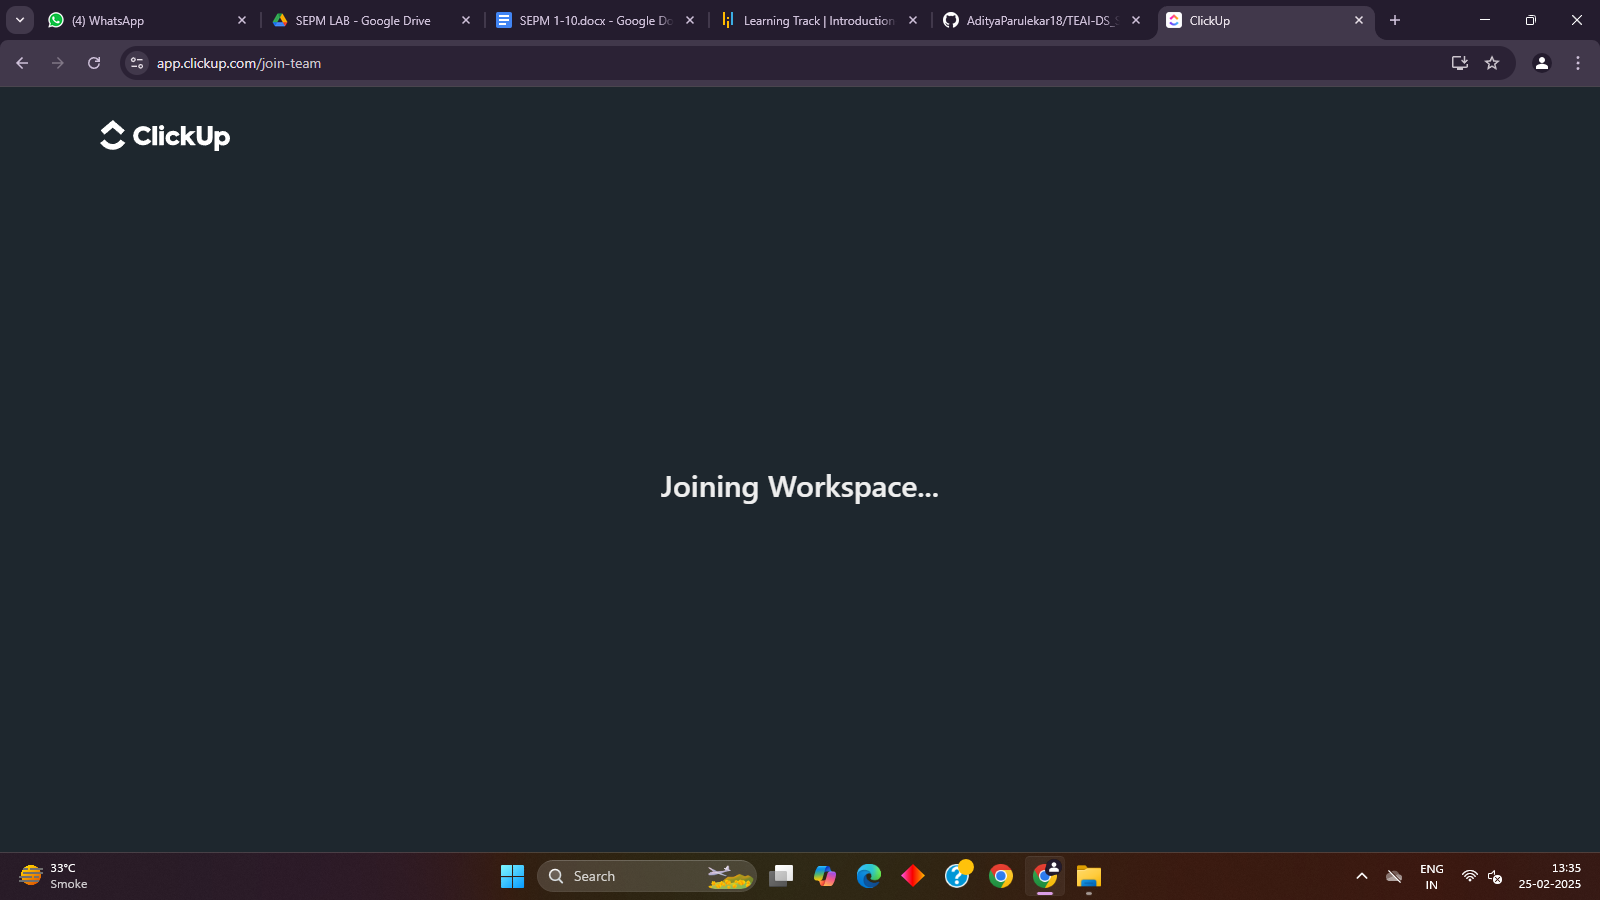 (4) WhatsApp
SEPM LAB - Google Drive
SEPM 1-10.docx - Google Do
Learning Track | Introduction
AdityaParulekar18/TEAI-DS_S
ClickUp
app.clickup.com/join-team
ClickUp
Joining Workspace...
33°C
Smoke
Search
ENG
IN
13:35
25-02-2025